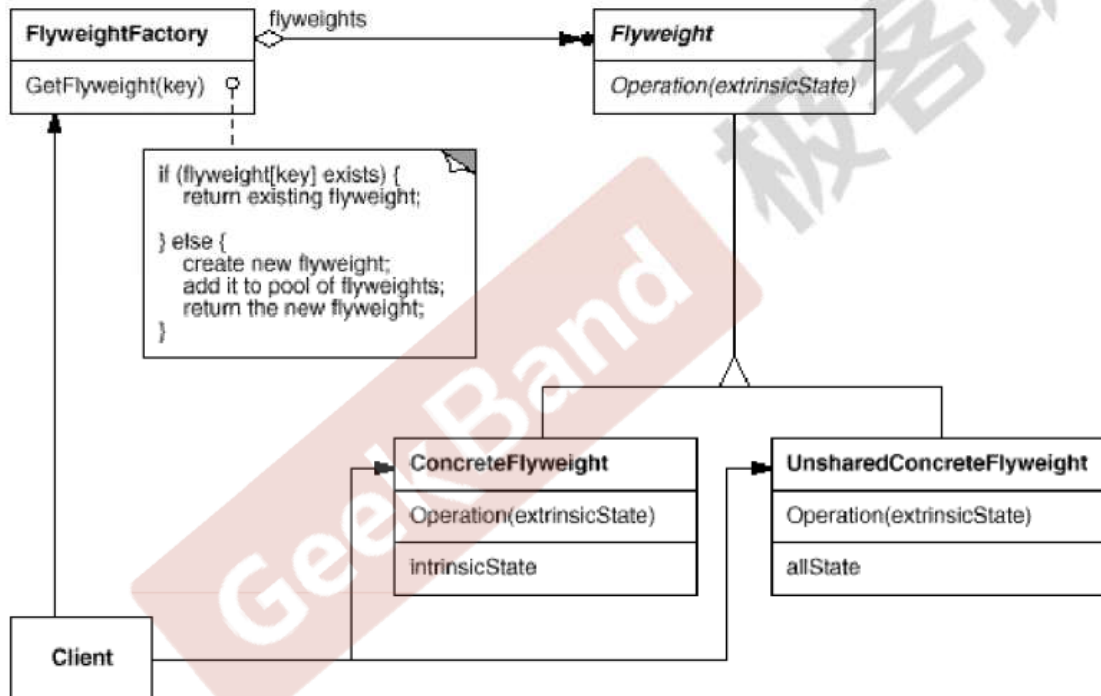 flyweights
FlyweightFactory
GetFlyweight(key)
Flyweight
Operation(extrinsicState)
if (flyweight[key] exists) {
return existing flyweight;
} else {
create new flyweight;
add it to pool of flyweights;
return the new flyweight;
}
ConcreteFlyweight
Operation(extrinsicState)
intrinsicState
UnsharedConcreteFlyweight
Operation(extrinsicState)
allState
Client
GeekBand
极客